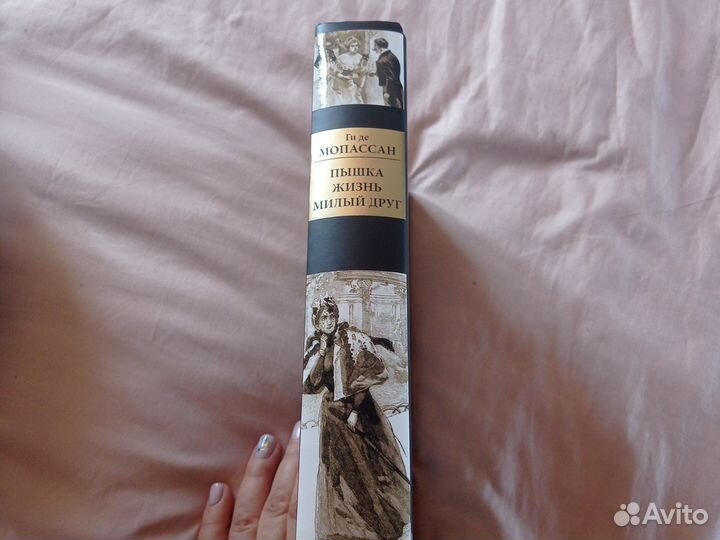 Ги де
МОПАССАН
ПЫШКА
ЖИЗНЬ
МИЛЫЙ ДРУГ
Avito